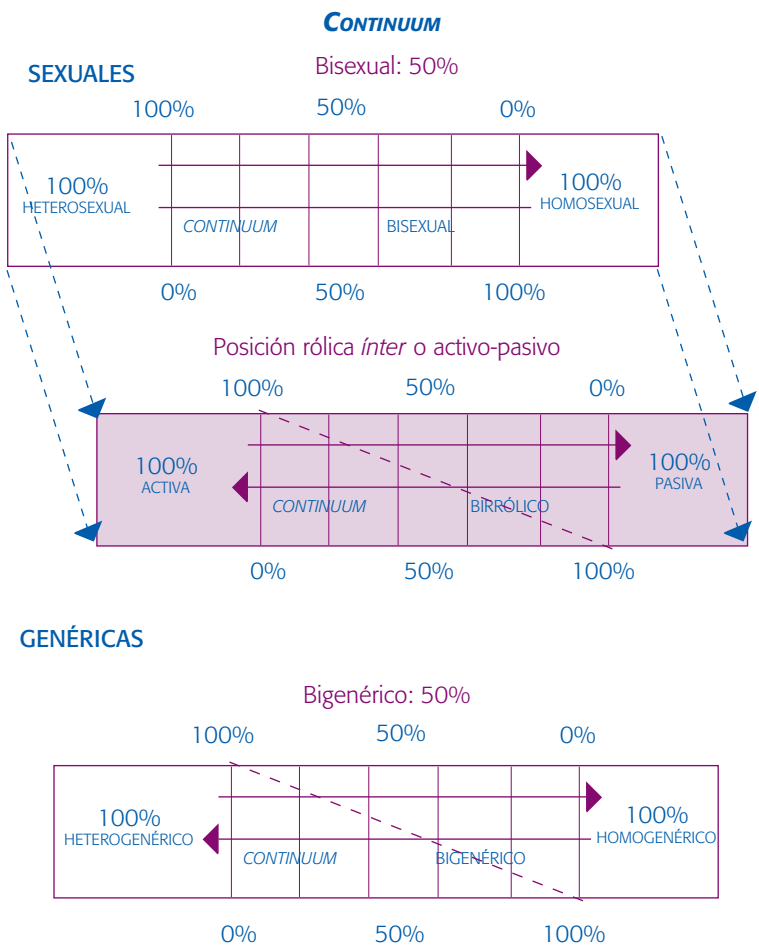 CONTINUUM
Bisexual: 50%
SEXUALES
100% 50% 0%
100% HETEROSEXUAL
CONTINUUM BISEXUAL
100% HOMOSEXUAL
0% 50% 100%
Posición rólica ínter o activo-pasivo
100% 50% 0%
100% ACTIVA
CONTINUUM BIRRÓLICO
100% PASIVA
0% 50% 100%
GENÉRICAS
Bigenérico: 50%
100% 50% 0%
100% HETEROGENÉRICO
CONTINUUM BIGENÉRICO
100% HOMOGENÉRICO
0% 50% 100%